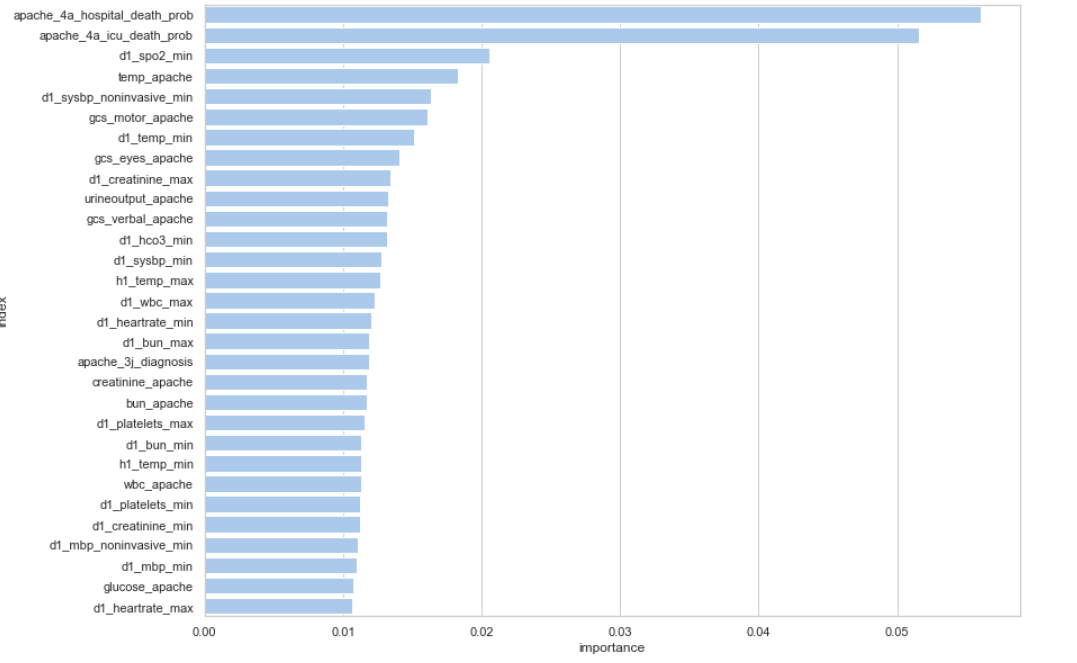 apache_4a_hospital_death_prob
apache_4a_icu_death_prob
d1_spo2_min
temp_apache
d1_sysbp_noninvasive_min
gcs_motor_apache
d1_temp_min
gcs_eyes_apache
d1_creatinine_max
urineoutput_apache
gcs_verbal_apache
d1_hco3_min
d1_sysbp_min
h1_temp_max
d1_wbc_max
d1_heartrate_min
d1_bun_max
apache_3j_diagnosis
creatinine_apache
bun_apache
d1_platelets_max
d1_bun_min
h1_temp_min
wbc_apache
d1_platelets_min
d1_creatinine_min
d1_mbp_noninvasive_min
d1_mbp_min
glucose_apache
d1_heartrate_max
index
0.00 0.01 0.02 0.03 0.04 0.05
importance